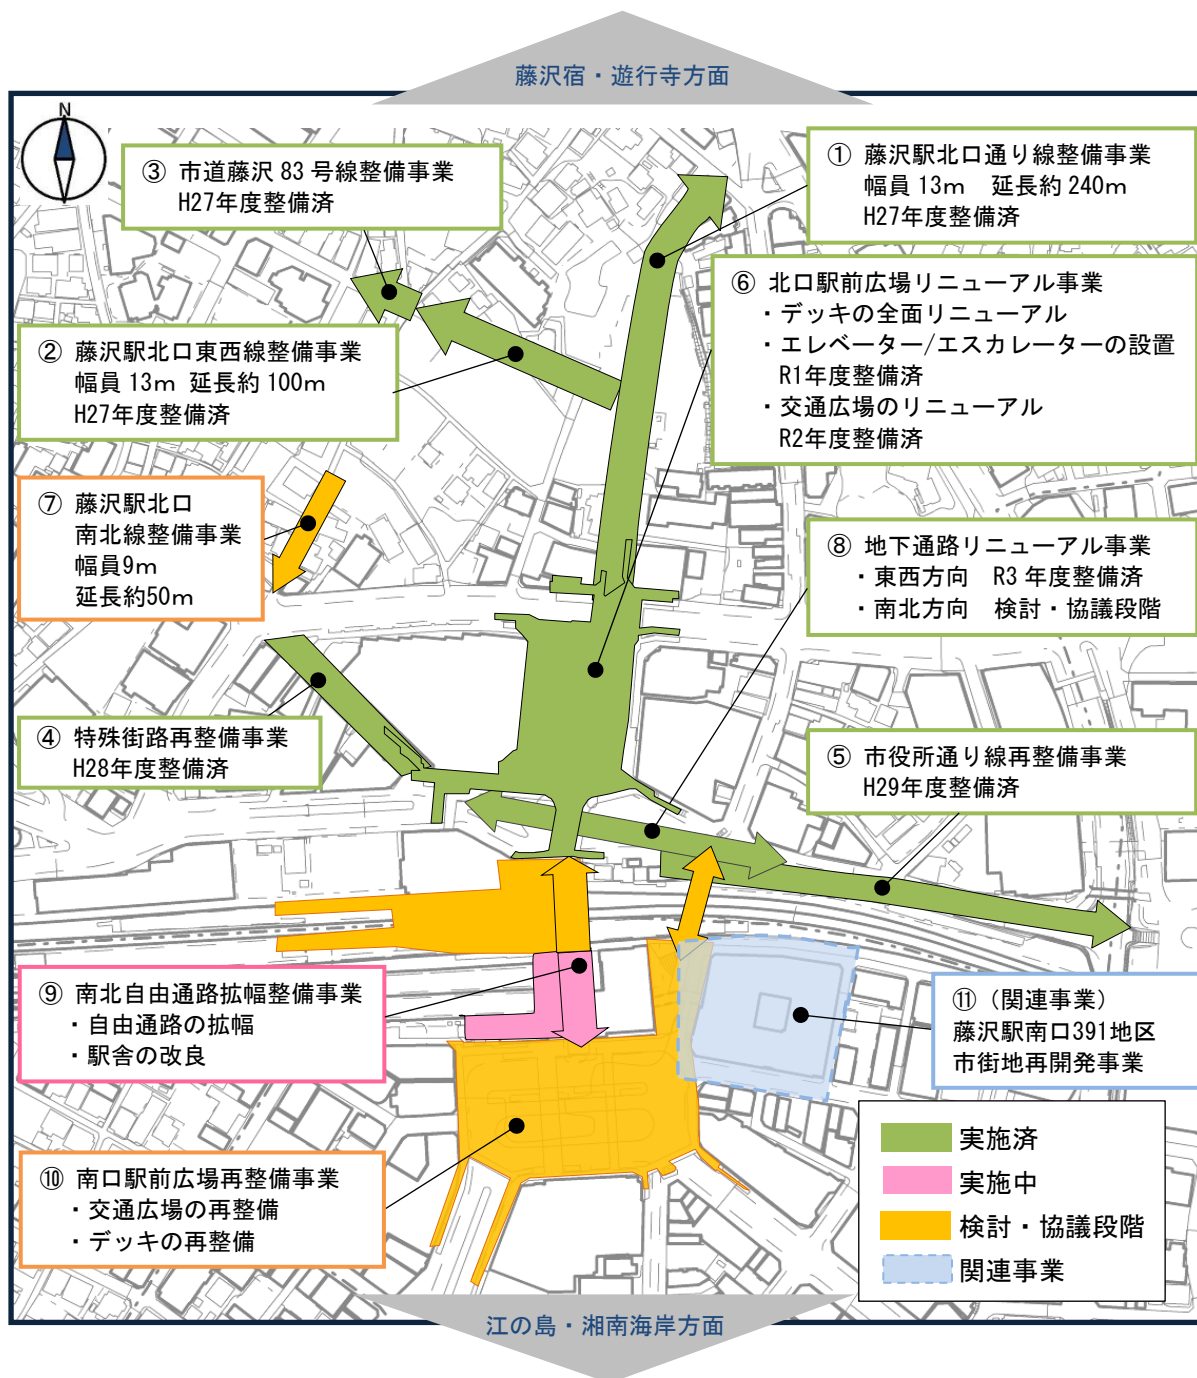 藤沢宿・遊行寺方面
N
③ 市道藤沢 83 号線整備事業
H27年度整備済
① 藤沢駅北口通り線整備事業
幅員 13m 延長約 240m
H27年度整備済
⑥ 北口駅前広場リニューアル事業
・デッキの全面リニューアル
・エレベーター/エスカレーターの設置
R1年度整備済
・交通広場のリニューアル
R2年度整備済
② 藤沢駅北口東西線整備事業
幅員 13m 延長約 100m
H27年度整備済
⑦ 藤沢駅北口
南北線整備事業
幅員9m
延長約50m
⑧ 地下通路リニューアル事業
・東西方向 R3 年度整備済
・南北方向 検討・協議段階
④ 特殊街路再整備事業
H28年度整備済
⑤ 市役所通り線再整備事業
H29年度整備済
⑨ 南北自由通路拡幅整備事業
・自由通路の拡幅
・駅舎の改良
⑪ (関連事業)
藤沢駅南口391地区
市街地再開発事業
⑩ 南口駅前広場再整備事業
・交通広場の再整備
・デッキの再整備
実施済
実施中
検討・協議段階
関連事業
江の島・湘南海岸方面